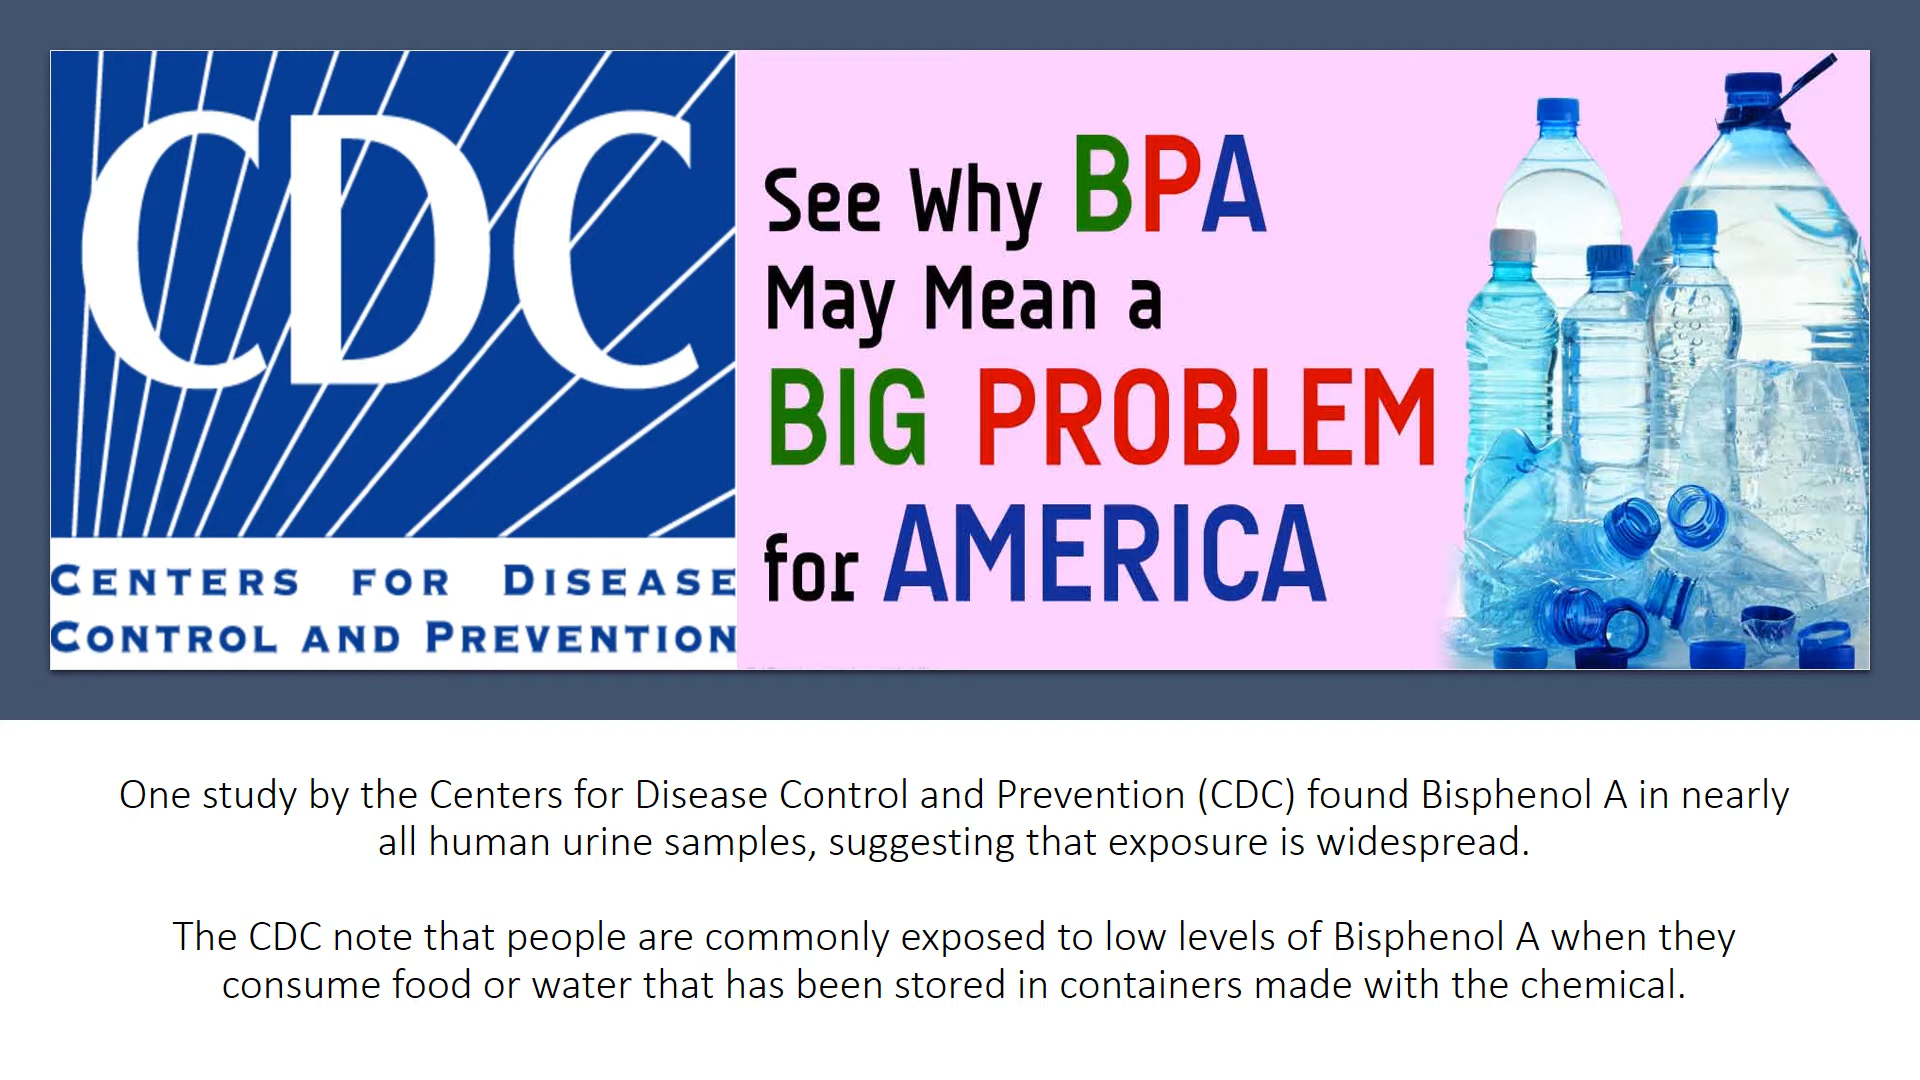 CDC
CENTERS FOR DISEASE
CONTROL AND PREVENTION
See Why BPA
May Mean a
BIG PROBLEM
for AMERICA
One study by the Centers for Disease Control and Prevention (CDC) found Bisphenol A in nearly
all human urine samples, suggesting that exposure is widespread.
The CDC note that people are commonly exposed to low levels of Bisphenol A when they
consume food or water that has been stored in containers made with the chemical.